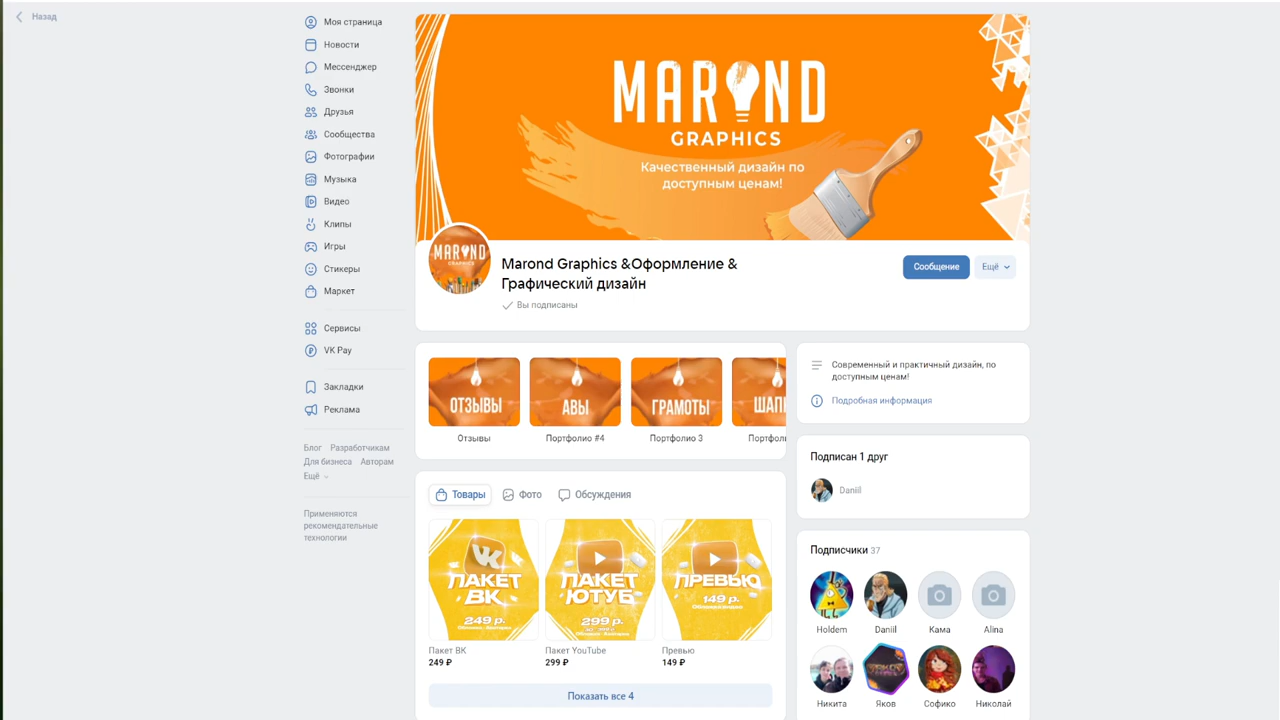 Назад
Моя страница
Новости
Мессенджер
Звонки
Друзья
Сообщества
Фотографии
Музыка
Видео
Клипы
Игры
Стикеры
Маркет
Сервисы
VK Pay
Закладки
Реклама
Блог Разработчикам
Для бизнеса Авторам
Ещё
Применяются
рекомендательные
технологии
MAROND
GRAPHICS
Качественный дизайн по
доступным ценам!
MAROND
GRAPHICS
Marond Graphics &Оформление &
Графический дизайн
Вы подписаны
Сообщение
Ещё
ОТЗЫВЫ
АВЫ
ГРАМОТЫ
Отзывы
Портфолио #4
Портфолио 3
Товары
Фото
Обсуждения
ПАКЕТ
ВК
249 р.
ПАКЕТ
ЮТУБ
299 р.
ПРЕВЬЮ
149 р.
Пакет ВК
249 ₽
Пакет YouTube
299 ₽
Превью
149 ₽
Показать все 4
Современный и практичный дизайн, по
доступным ценам!
Подробная информация
Подписан 1 друг
Daniil
Подписчики 37
Holdem
Daniil
Кама
Alina
Никита
Яков
Софико
Николай